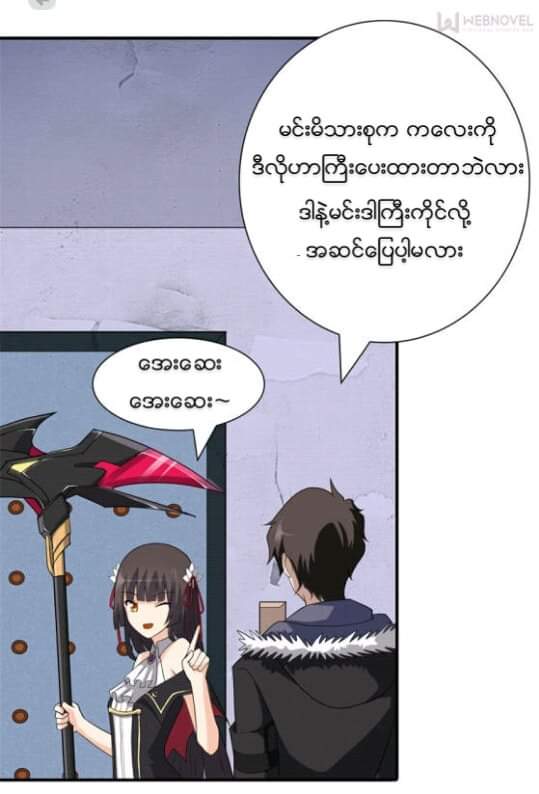 WEBNOVEL
မင်းမိသားစုက ကလေးကို
ဒီလိုဟာကြီးပေးထားတာဘဲလား
ဒါနဲ့မင်းဒါကြီးကိုင်လို့
အဆင်ပြေပါ့မလား
အေးဆေး
အေးဆေး~